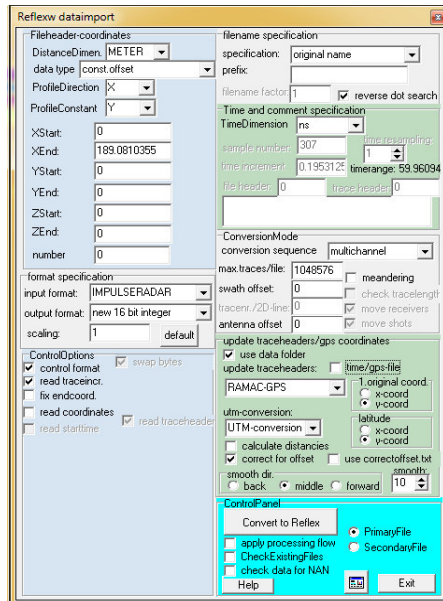 Reflexw dataimport
Fileheader-coordinates
DistanceDimen. METER
data type const.offset
ProfileDirection X
ProfileConstant Y
XStart: 0
XEnd: 189.0810355
YStart: 0
YEnd: 0
ZStart: 0
ZEnd: 0
number 0
format specification
input format: IMPULSERADAR
output format: new 16 bit integer
scaling: 1 default
ControlOptions
control format swap bytes
read traceincr.
fix endcoord.
read coordinates
read starttime read traceheader
filename specification
specification: original name
prefix:
filename factor: 1 reverse dot search
Time and comment specification
TimeDimension ns
time resampling:
sample number: 307 1
time increment: 0.1953125 timerange: 59.96094
file header: 0 trace header: 0
ConversionMode
conversion sequence multichannel
max.traces/file: 1048576 meandering
swath offset: 0 check tracelength
tracenr./2D-line: 0 move receivers
antenna offset 0 move shots
update traceheaders/gps coordinates
use data folder
update traceheaders: time/gps-file
RAMAC-GPS 1.original coord.
x-coord
y-coord
utm-conversion:
UTM-conversion latitude
x-coord
y-coord
calculate distancies
correct for offset use correctoffset.txt
smooth dir. smooth:
back middle forward 10
ControlPanel
Convert to Reflex PrimaryFile
SecondaryFile
apply processing flow
CheckExistingFiles
check data for NAN
Help Exit